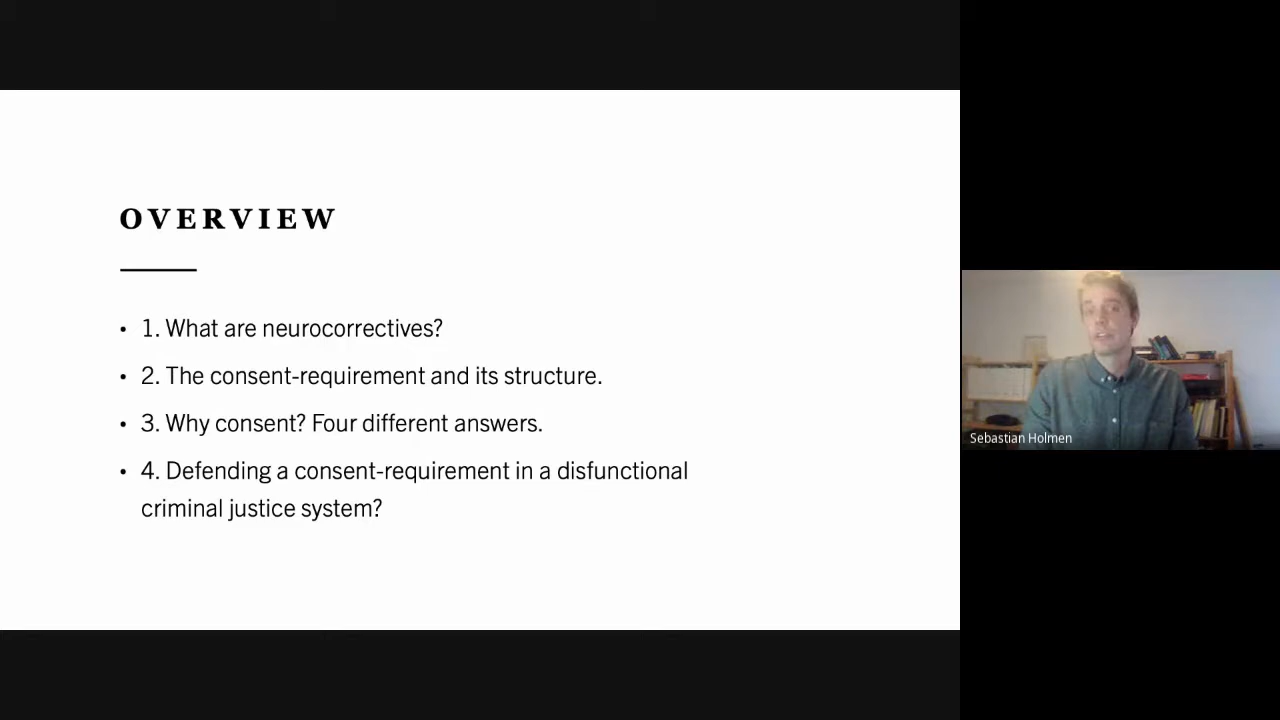 OVERVIEW
• 1. What are neurocorrectives?
• 2. The consent-requirement and its structure.
• 3. Why consent? Four different answers.
• 4. Defending a consent-requirement in a disfunctional
criminal justice system?
Sebastian Holmen